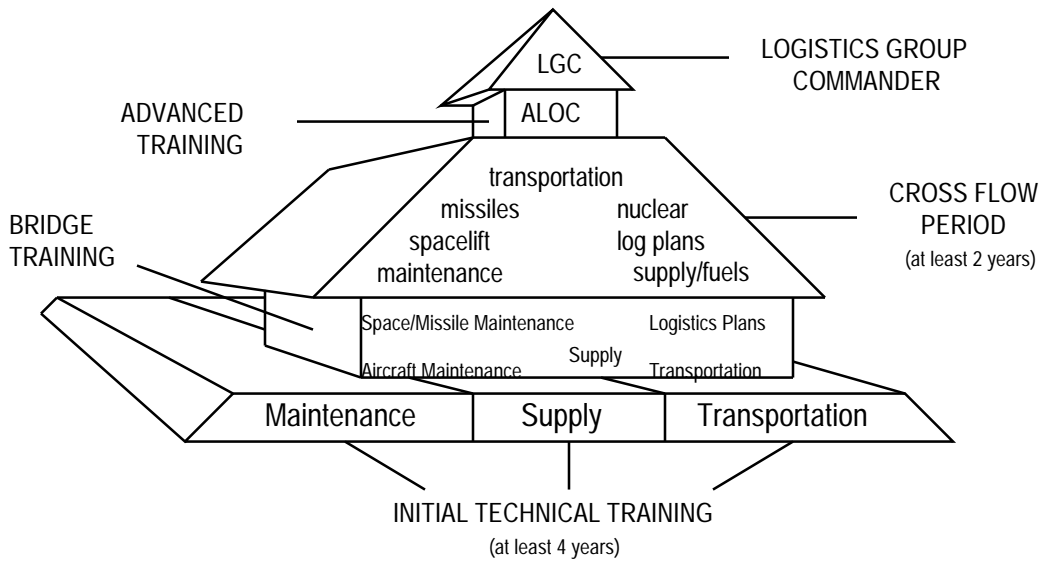 LGC
LOGISTICS GROUP
COMMANDER
ALOC
ADVANCED
TRAINING
transportation
missiles nuclear
spacelift log plans
maintenance supply/fuels
CROSS FLOW
PERIOD
(at least 2 years)
BRIDGE
TRAINING
Space/Missile Maintenance Logistics Plans
Supply
Aircraft Maintenance Transportation
Maintenance Supply Transportation
INITIAL TECHNICAL TRAINING
(at least 4 years)